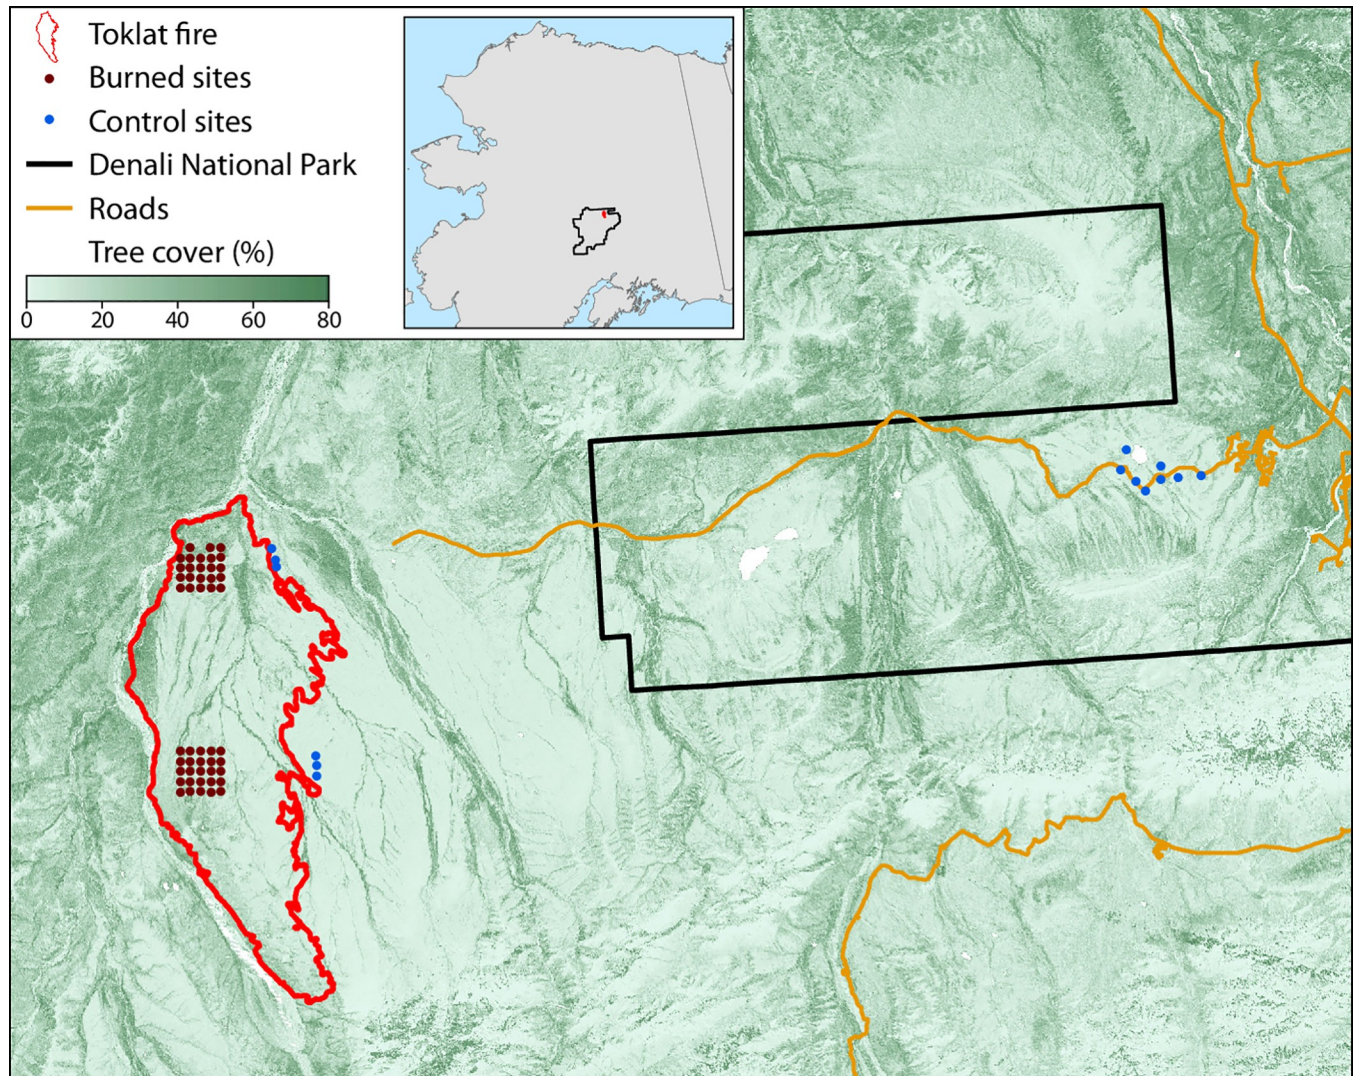 Toklat fire
Burned sites
Control sites
Denali National Park
Roads
Tree cover (%)
0 20 40 60 80